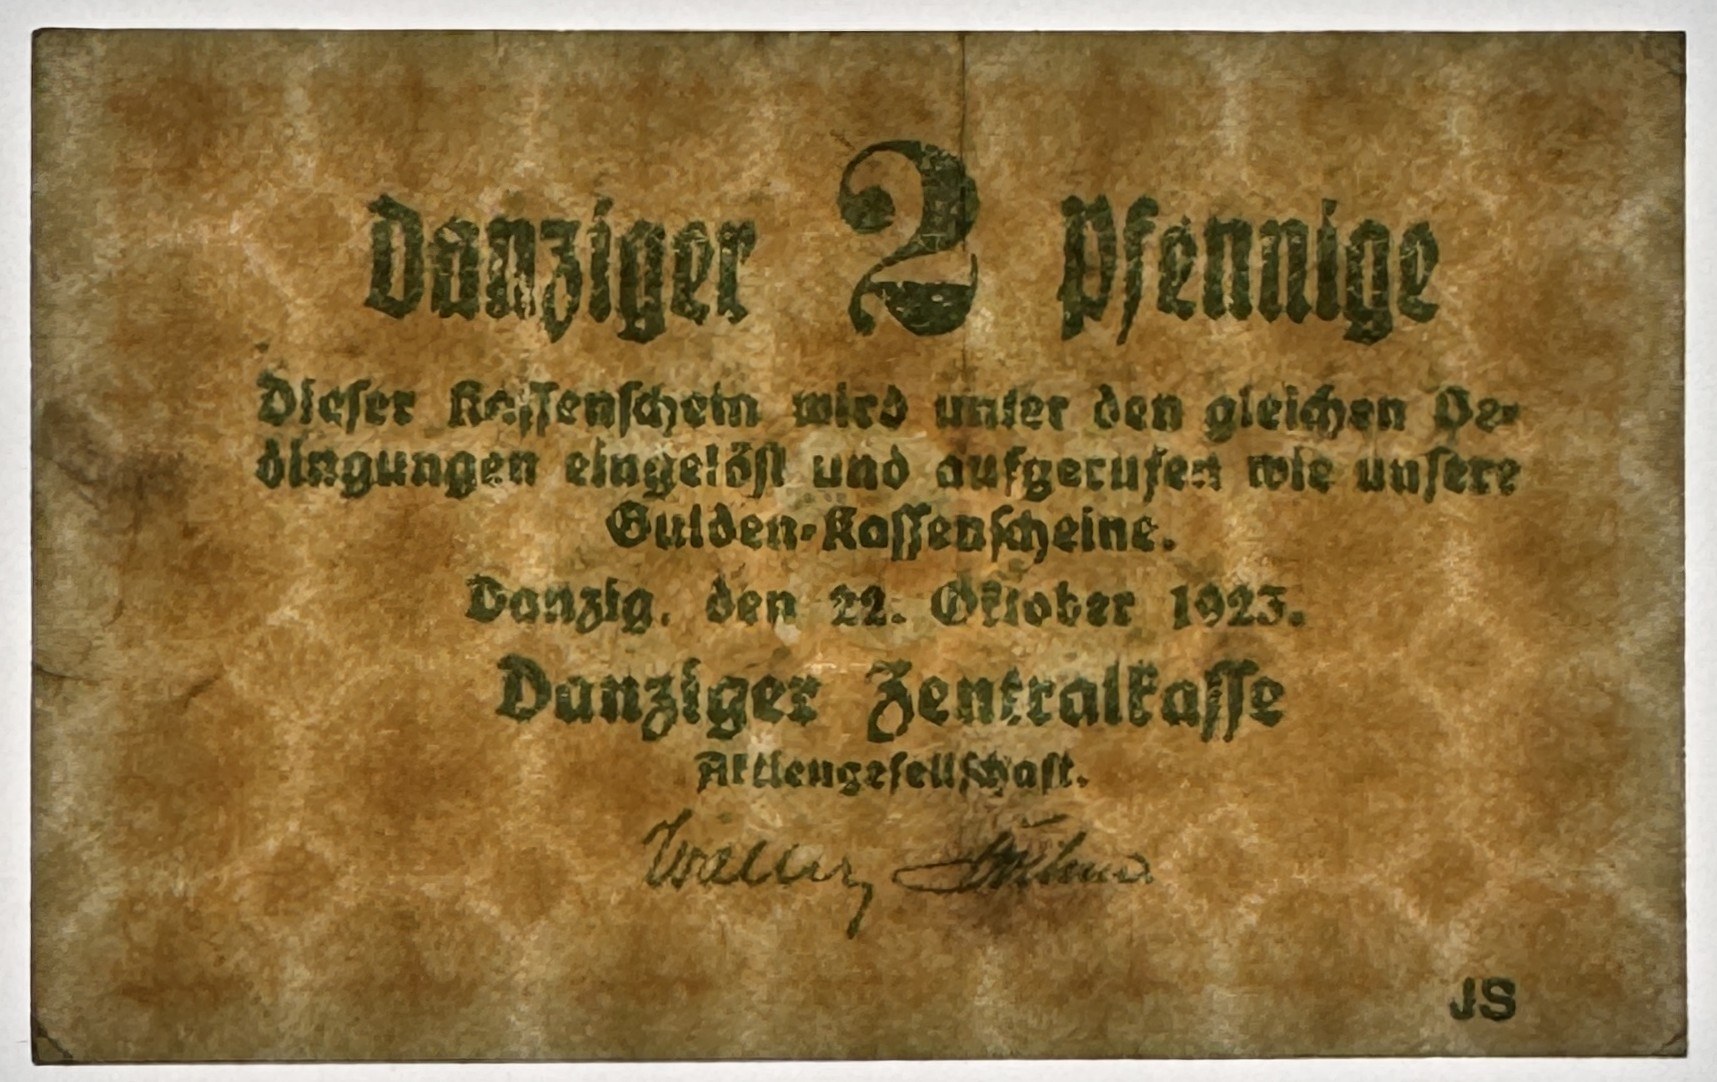 Danziger 2 Pfennige
Dieser Kassenschein wird unter den gleichen Be-
dingungen eingelöst und aufgerufen wie unsere
Gulden-Kassenscheine.
Danzig, den 22. Oktober 1923.
Danziger Zentralkasse
Aktiengesellschaft.
JS